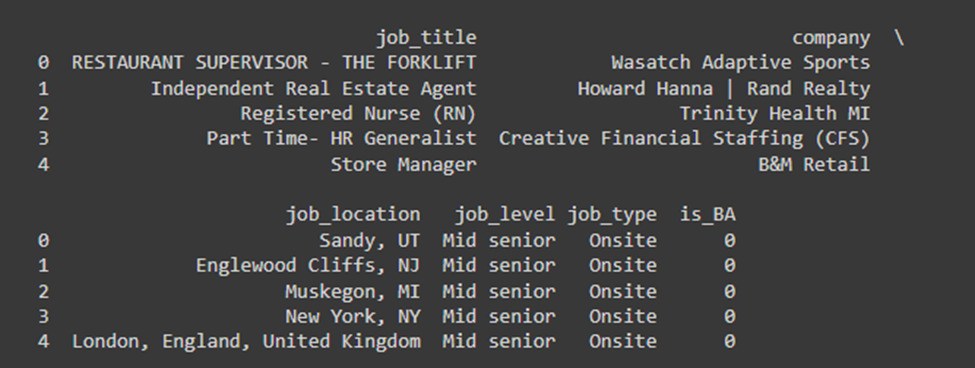 job_title company \
0 RESTAURANT SUPERVISOR - THE FORKLIFT Wasatch Adaptive Sports
1 Independent Real Estate Agent Howard Hanna | Rand Realty
2 Registered Nurse (RN) Trinity Health MI
3 Part Time- HR Generalist Creative Financial Staffing (CFS)
4 Store Manager B&M Retail
job_location job_level job_type is_BA
0 Sandy, UT Mid senior Onsite 0
1 Englewood Cliffs, NJ Mid senior Onsite 0
2 Muskegon, MI Mid senior Onsite 0
3 New York, NY Mid senior Onsite 0
4 London, England, United Kingdom Mid senior Onsite 0